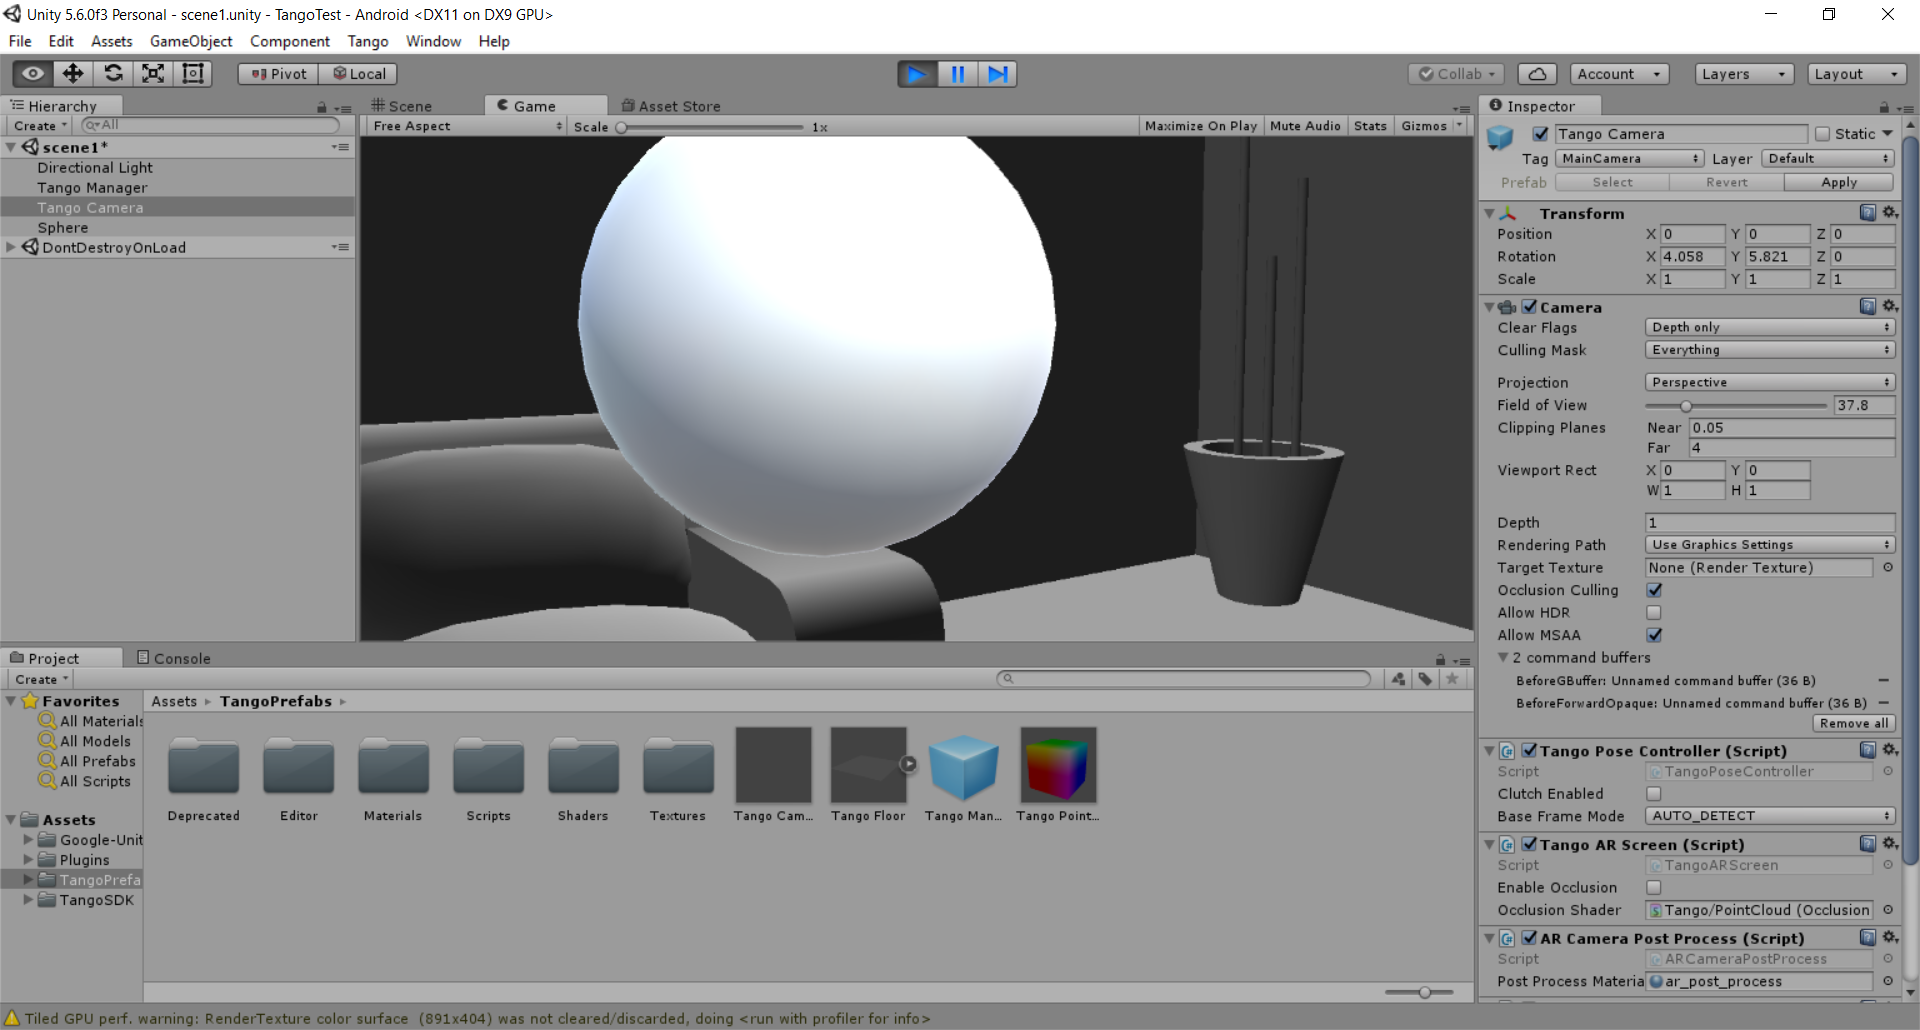 Unity 5.6.0f3 Personal - scene1.unity - TangoTest - Android <DX11 on DX9 GPU>
File Edit Assets GameObject Component Tango Window Help
Pivot Local Collab Account Layers Layout
Hierarchy
Create All
scene1*
Directional Light
Tango Manager
Tango Camera
Sphere
DontDestroyOnLoad
Scene Game Asset Store
Free Aspect Scale 1x Maximize On Play Mute Audio Stats Gizmos
Inspector
Tango Camera Static
Tag MainCamera Layer Default
Prefab Select Revert Apply
Transform
Position X 0 Y 0 Z 0
Rotation X 4.058 Y 5.821 Z 0
Scale X 1 Y 1 Z 1
Camera
Clear Flags Depth only
Culling Mask Everything
Projection Perspective
Field of View 37.8
Clipping Planes Near 0.05
Far 4
Viewport Rect X 0 Y 0
W 1 H 1
Depth 1
Rendering Path Use Graphics Settings
Target Texture None (Render Texture)
Occlusion Culling
Allow HDR
Allow MSAA
2 command buffers
BeforeGBuffer: Unnamed command buffer (36 B)
BeforeForwardOpaque: Unnamed command buffer (36 B)
Remove all
Tango Pose Controller (Script)
Script TangoPoseController
Clutch Enabled
Base Frame Mode AUTO_DETECT
Tango AR Screen (Script)
Script TangoARScreen
Enable Occlusion
Occlusion Shader Tango/PointCloud (Occlusion
AR Camera Post Process (Script)
Script ARCameraPostProcess
Post Process Materia ar_post_process
Project Console
Create
Favorites
All Materials
All Models
All Prefabs
All Scripts
Assets
Google-Unit
Plugins
TangoPrefa
TangoSDK
Assets TangoPrefabs
Deprecated Editor Materials Scripts Shaders Textures Tango Cam... Tango Floor Tango Man... Tango Point...
Tiled GPU perf. warning: RenderTexture color surface (891x404) was not cleared/discarded, doing <run with profiler for info>